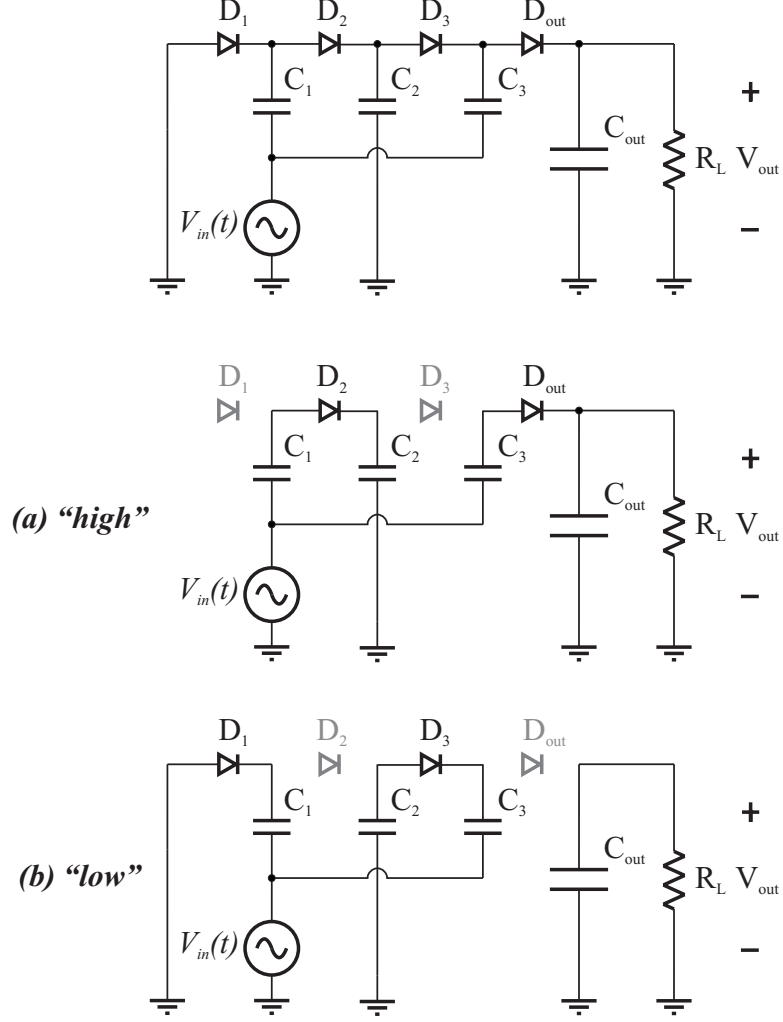 D1 D2 D3 Dout
C1 C2 C3
Cout
RL Vout
+
−
Vin(t)
D1 D2 D3 Dout
C1 C2 C3
(a) “high”
Cout
RL Vout
+
−
Vin(t)
D1 D2 D3 Dout
C1 C2 C3
(b) “low”
Cout
RL Vout
+
−
Vin(t)